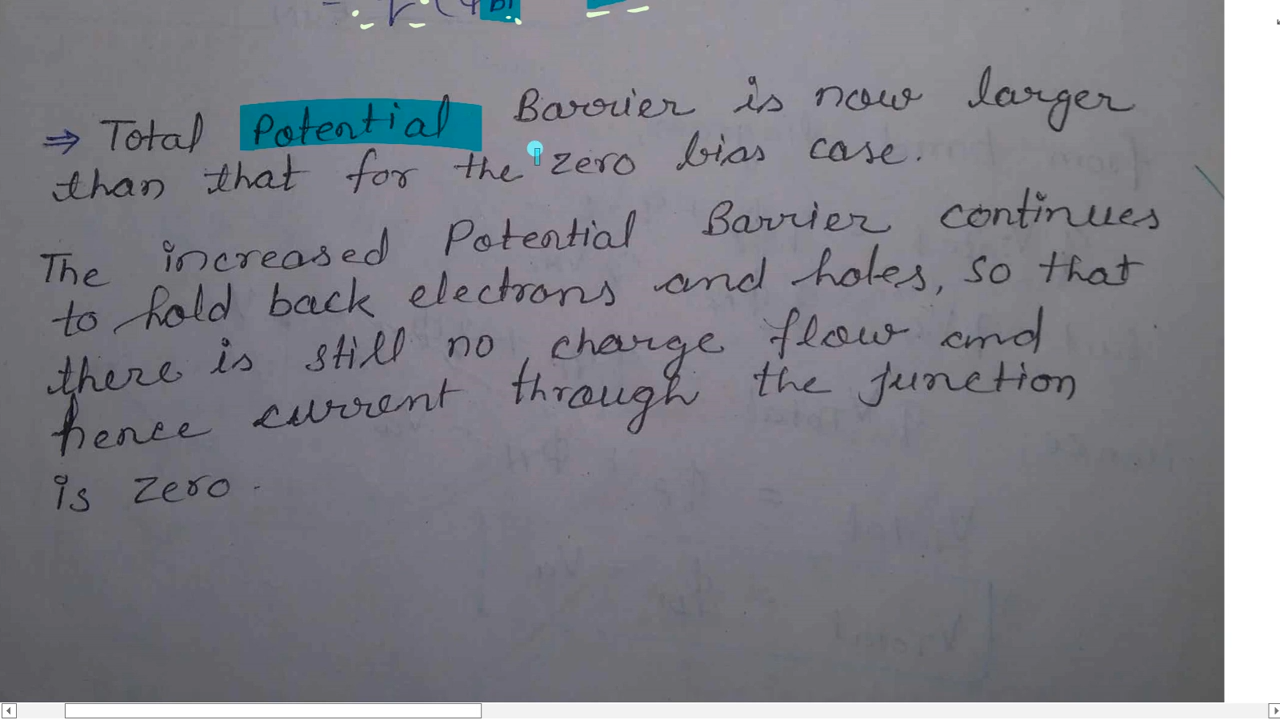 ⇒ Total Potential Barrier is now larger
than that for the zero bias case.
The increased Potential Barrier continues
to hold back electrons and holes, so that
there is still no charge flow and
hence current through the junction
is zero.